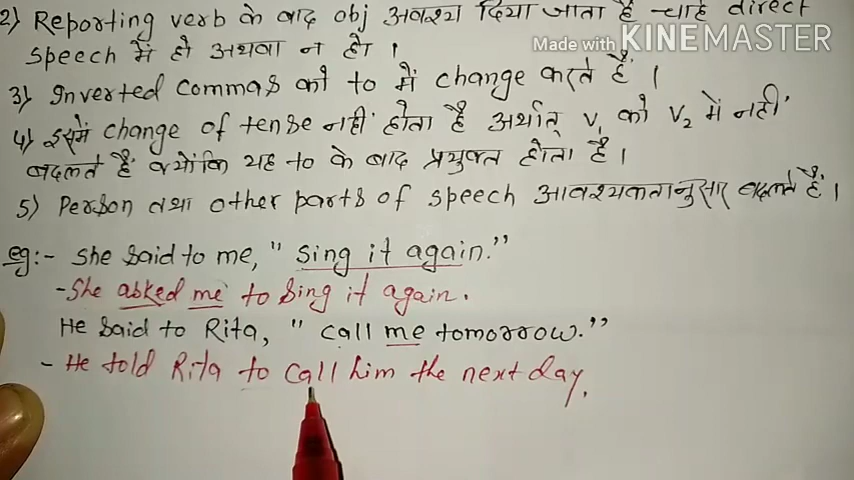 2) Reporting verb के बाद obj अवश्य दिया जाता है चाहे direct
speech में हो अथवा न हो ।
Made with KINEMASTER
3) Inverted Commas को to में change करते हैं ।
4) इसमें change of tense नहीं होता है अर्थात् V1 को V2 में नहीं
बदलते हैं क्योंकि यह to के बाद प्रयुक्त होता है ।
5) Person तथा other parts of speech आवश्यकतानुसार बदलते हैं ।
eg:- She said to me, " Sing it again."
- She asked me to sing it again.
He said to Rita, " call me tomorrow."
- He told Rita to call him the next day.